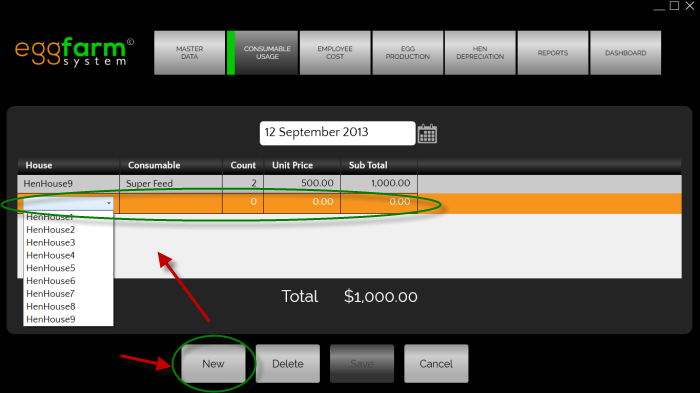 eggfarm©
system
MASTER
DATA
CONSUMABLE
USAGE
EMPLOYEE
COST
EGG
PRODUCTION
HEN
DEPRECIATION
REPORTS
DASHBOARD
12 September 2013
House Consumable Count Unit Price Sub Total
HenHouse9 Super Feed 2 500.00 1,000.00
0 0.00 0.00
HenHouse1
HenHouse2
HenHouse3
HenHouse4
HenHouse5
HenHouse6
HenHouse7
HenHouse8
HenHouse9
Total $1,000.00
New Delete Save Cancel